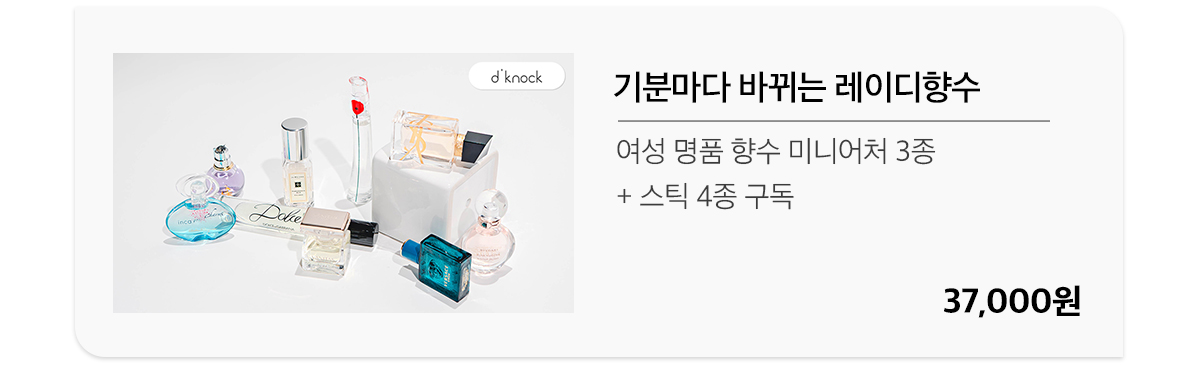 d'knock
기분마다 바뀌는 레이디향수
여성 명품 향수 미니어처 3종
+ 스틱 4종 구독
Dolce
37,000원